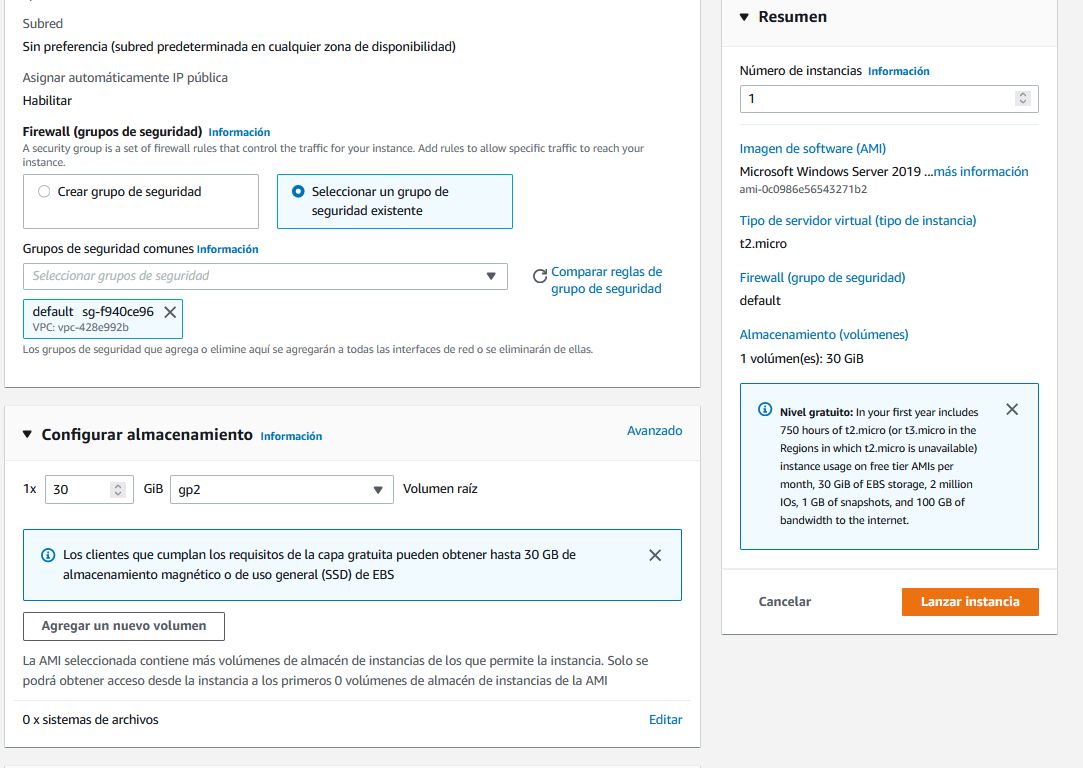 Subred
Sin preferencia (subred predeterminada en cualquier zona de disponibilidad)
Asignar automáticamente IP pública
Habilitar
Firewall (grupos de seguridad) Información
A security group is a set of firewall rules that control the traffic for your instance. Add rules to allow specific traffic to reach your
instance.
Crear grupo de seguridad
Seleccionar un grupo de
seguridad existente
Grupos de seguridad comunes Información
Seleccionar grupos de seguridad
Comparar reglas de
grupo de seguridad
default sg-f940ce96
VPC: vpc-428e992b
Los grupos de seguridad que agrega o elimine aquí se agregarán a todas las interfaces de red o se eliminarán de ellas.
Configurar almacenamiento Información
Avanzado
1x 30 GiB gp2 Volumen raíz
Los clientes que cumplan los requisitos de la capa gratuita pueden obtener hasta 30 GB de
almacenamiento magnético o de uso general (SSD) de EBS
Agregar un nuevo volumen
La AMI seleccionada contiene más volúmenes de almacén de instancias de los que permite la instancia. Solo se
podrá obtener acceso desde la instancia a los primeros 0 volúmenes de almacén de instancias de la AMI
0 x sistemas de archivos
Editar
Resumen
Número de instancias Información
1
Imagen de software (AMI)
Microsoft Windows Server 2019 ...más información
ami-0c0986e56543271b2
Tipo de servidor virtual (tipo de instancia)
t2.micro
Firewall (grupo de seguridad)
default
Almacenamiento (volúmenes)
1 volúmen(es): 30 GiB
Nivel gratuito: In your first year includes
750 hours of t2.micro (or t3.micro in the
Regions in which t2.micro is unavailable)
instance usage on free tier AMIs per
month, 30 GiB of EBS storage, 2 million
IOs, 1 GB of snapshots, and 100 GB of
bandwidth to the internet.
Cancelar
Lanzar instancia